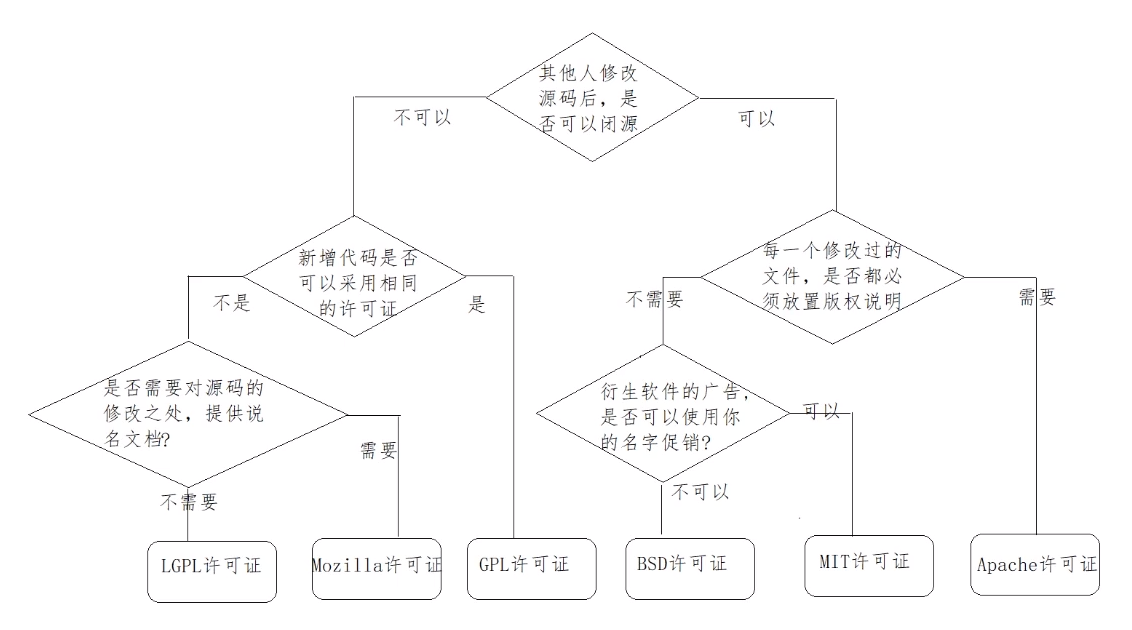 其他人修改
源码后，是
否可以闭源
不可以
可以
新增代码是否
可以采用相同
的许可证
不是
是
每一个修改过的
文件，是否都必
须放置版权说明
不需要
需要
是否需要对源码的
修改之处，提供说
名文档?
需要
不需要
衍生软件的广告，
是否可以使用你
的名字促销?
可以
不可以
LGPL许可证
Mozilla许可证
GPL许可证
BSD许可证
MIT许可证
Apache许可证